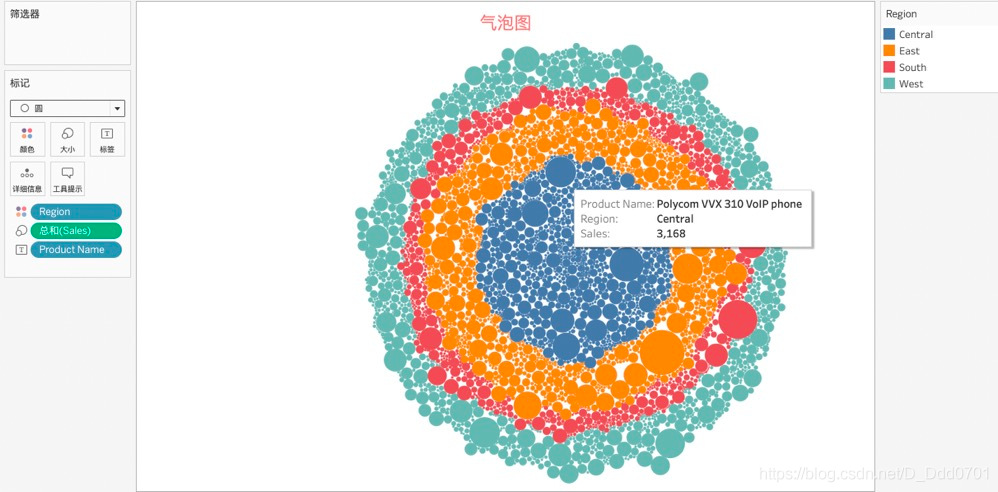 筛选器
标记
圆
颜色
大小
标签
详细信息
工具提示
Region
总和(Sales)
Product Name
气泡图
Product Name: Polycom VVX 310 VoIP phone
Region: Central
Sales: 3,168
Region
Central
East
South
West
https://blog.csdn.net/D_Ddd0701